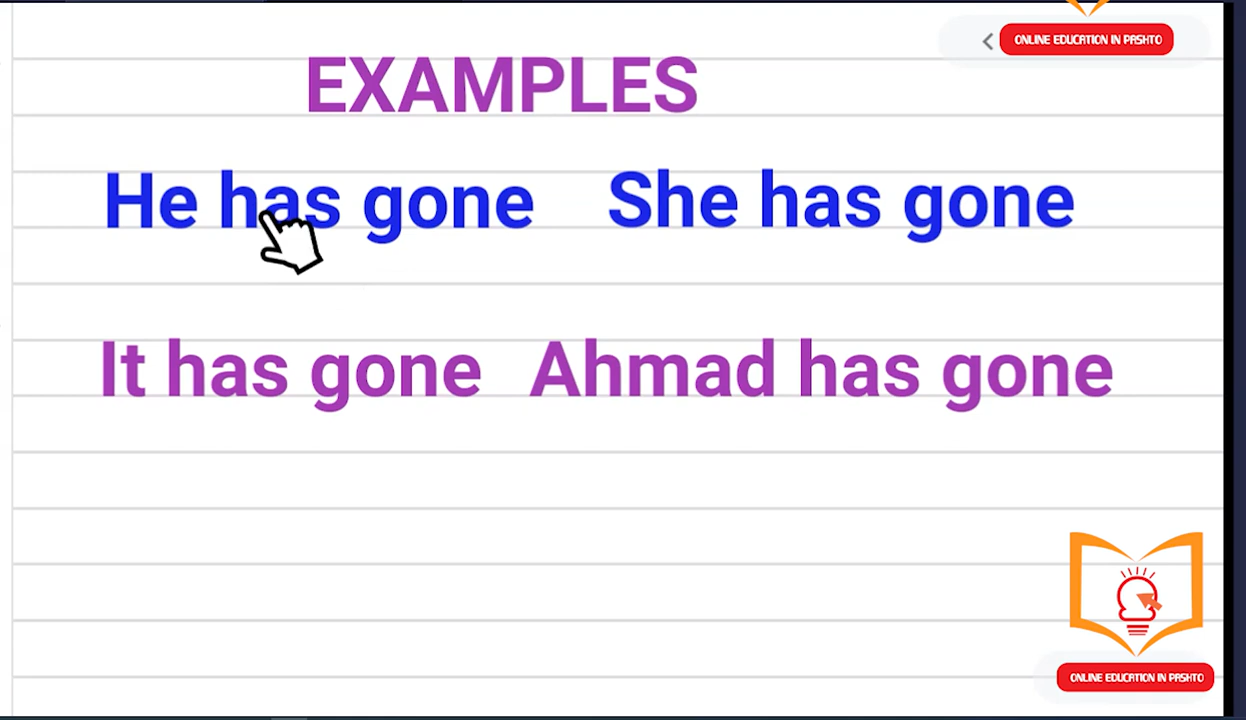 ONLINE EDUCATION IN PASHTO
EXAMPLES
He has gone She has gone
It has gone Ahmad has gone
ONLINE EDUCATION IN PASHTO